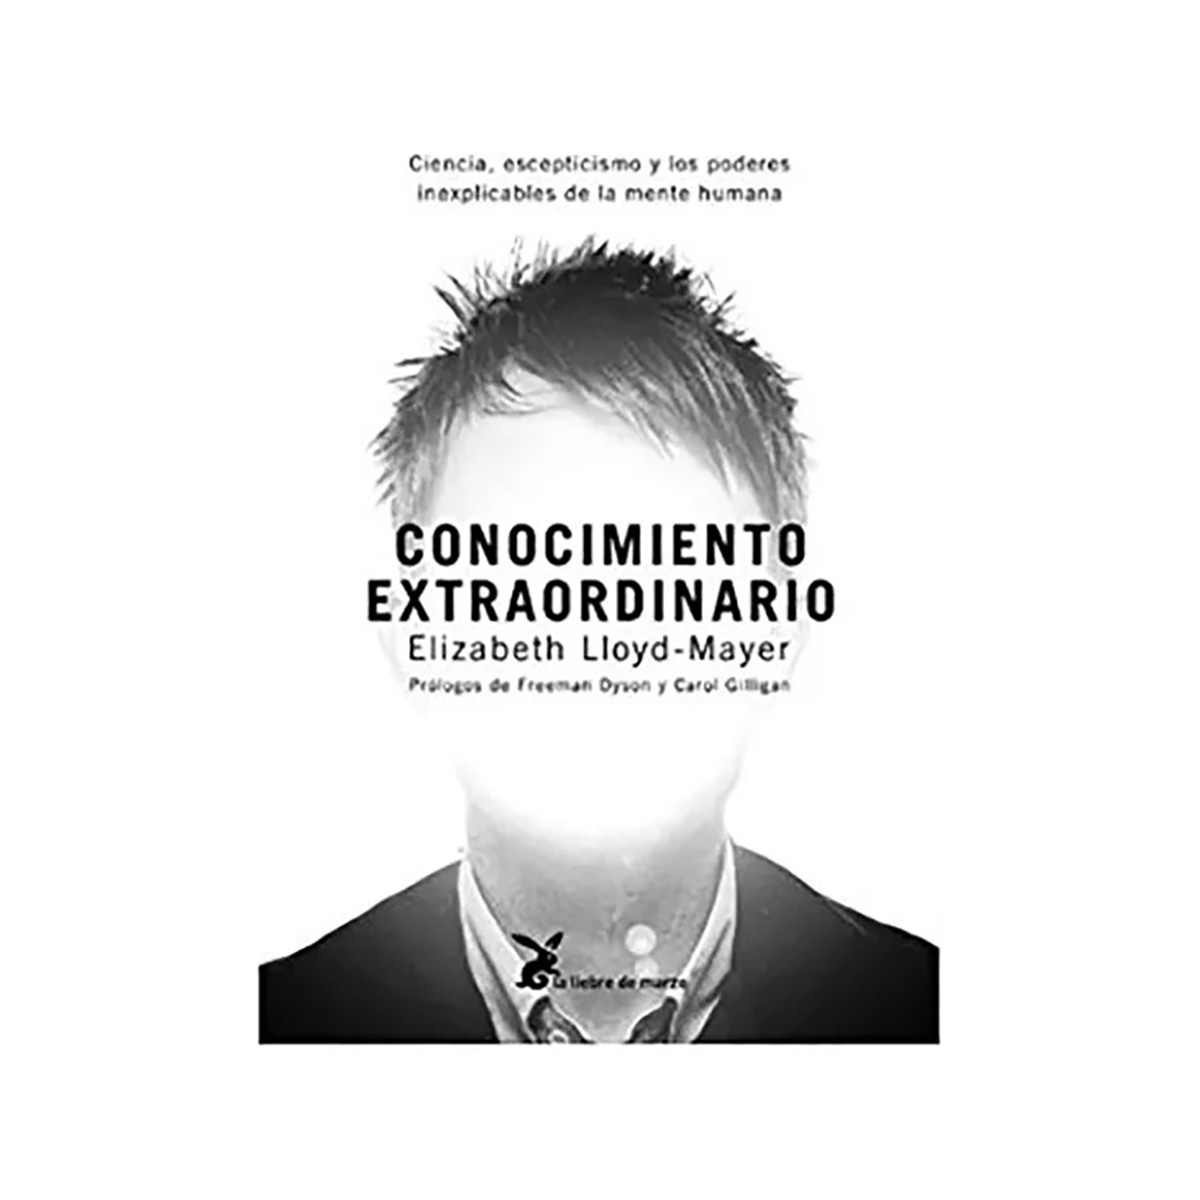 Ciencia, escepticismo y los poderes
inexplicables de la mente humana
CONOCIMIENTO
EXTRAORDINARIO
Elizabeth Lloyd-Mayer
Prólogos de Freeman Dyson y Carol Gilligan
la liebre de marzo